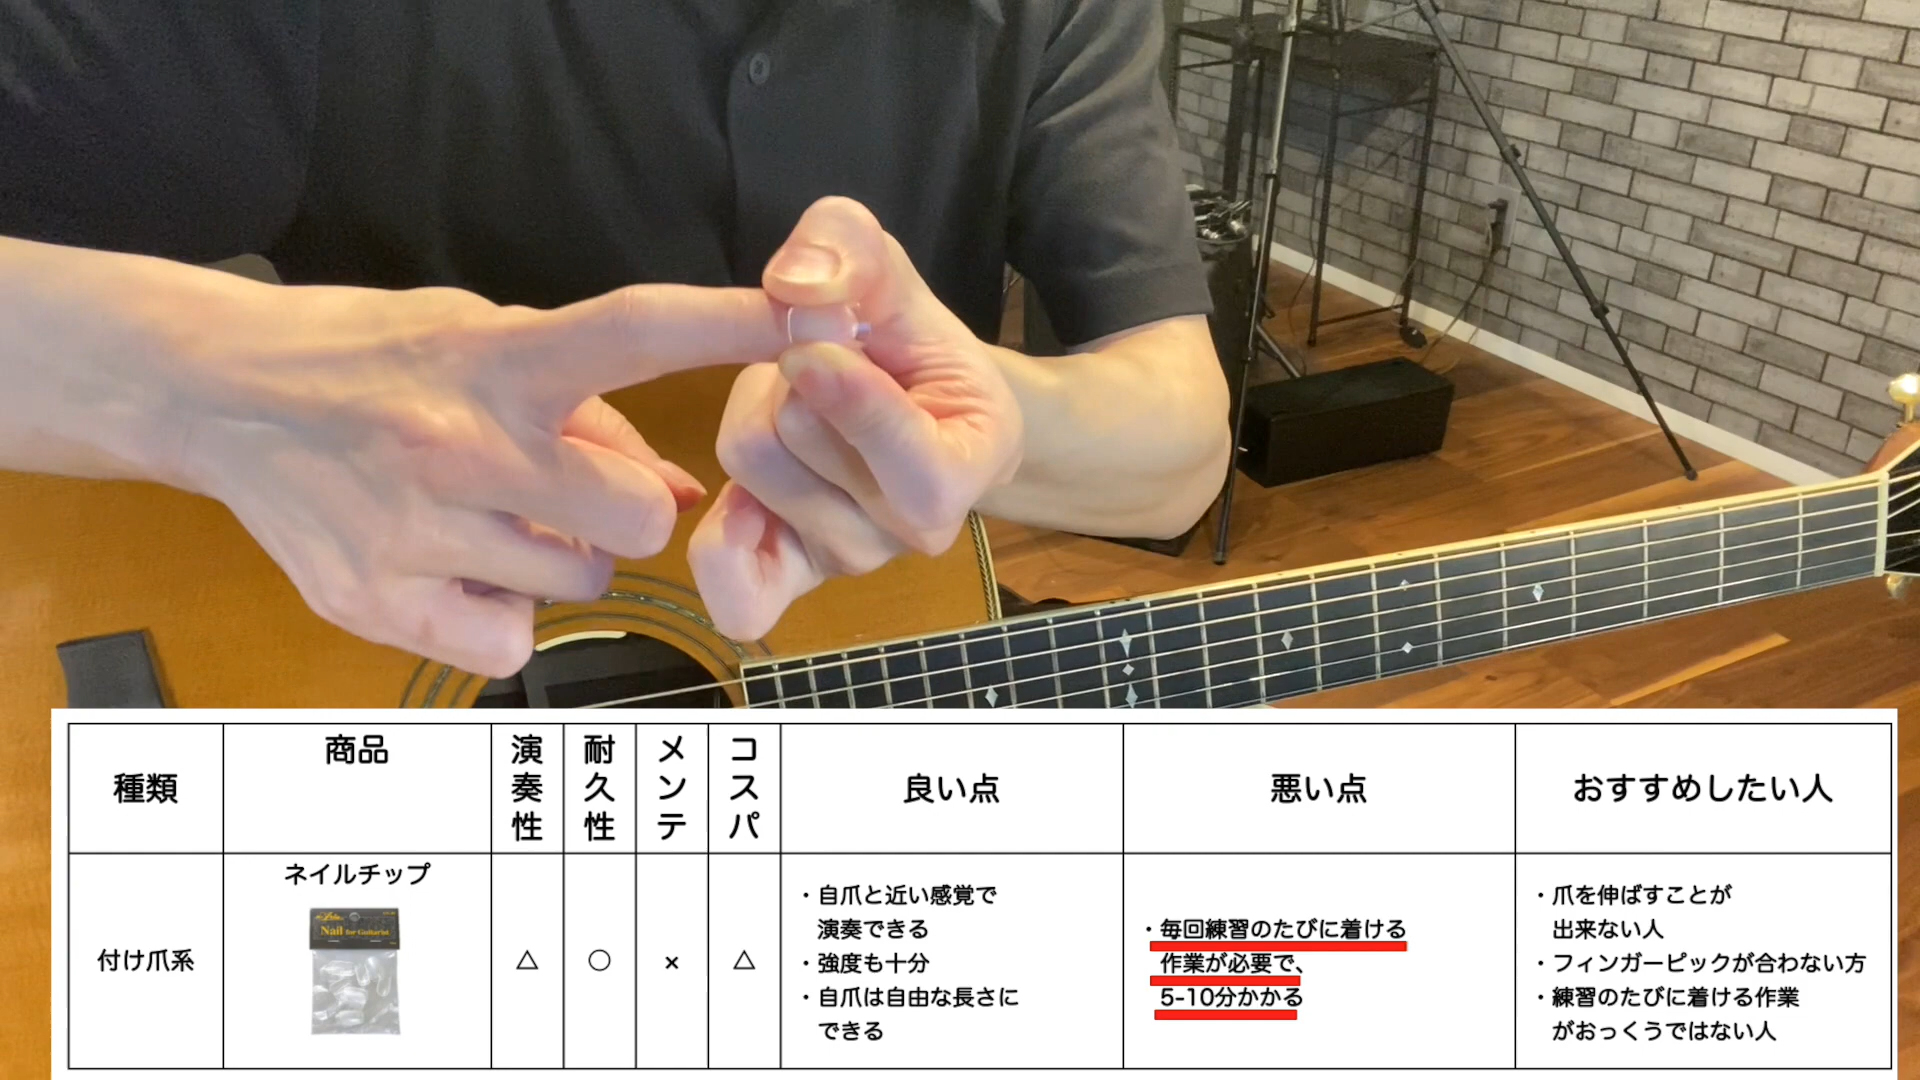 種類
商品
演奏性
耐久性
メンテ
コスパ
良い点
悪い点
おすすめしたい人
付け爪系
ネイルチップ
Nail for Guitarist
△
○
×
△
・自爪と近い感覚で
演奏できる
・強度も十分
・自爪は自由な長さに
できる
・毎回練習のたびに着ける
作業が必要で、
5-10分かかる
・爪を伸ばすことが
出来ない人
・フィンガーピックが合わない方
・練習のたびに着ける作業
がおっくうではない人